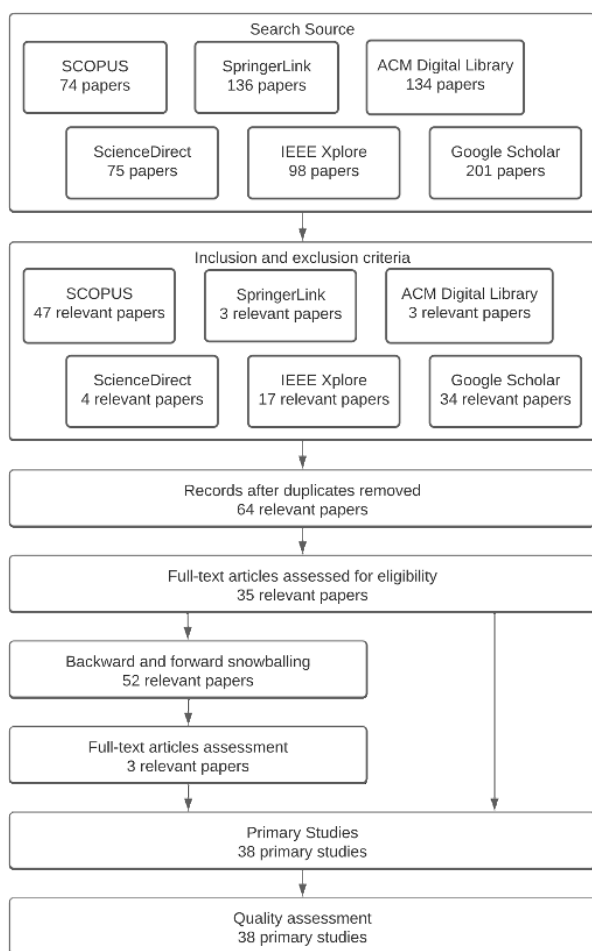 Search Source
SCOPUS
74 papers
SpringerLink
136 papers
ACM Digital Library
134 papers
ScienceDirect
75 papers
IEEE Xplore
98 papers
Google Scholar
201 papers
Inclusion and exclusion criteria
SCOPUS
47 relevant papers
SpringerLink
3 relevant papers
ACM Digital Library
3 relevant papers
ScienceDirect
4 relevant papers
IEEE Xplore
17 relevant papers
Google Scholar
34 relevant papers
Records after duplicates removed
64 relevant papers
Full-text articles assessed for eligibility
35 relevant papers
Backward and forward snowballing
52 relevant papers
Full-text articles assessment
3 relevant papers
Primary Studies
38 primary studies
Quality assessment
38 primary studies